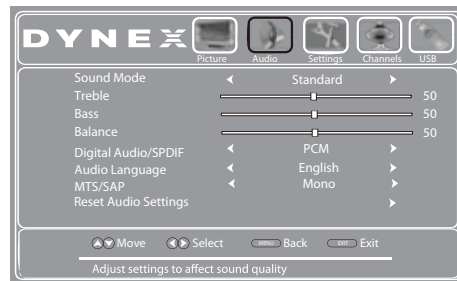 DYNEX
Picture Audio Settings Channels USB
Sound Mode Standard
Treble 50
Bass 50
Balance 50
Digital Audio/SPDIF PCM
Audio Language English
MTS/SAP Mono
Reset Audio Settings
Move Select MENU Back EXIT Exit
Adjust settings to affect sound quality